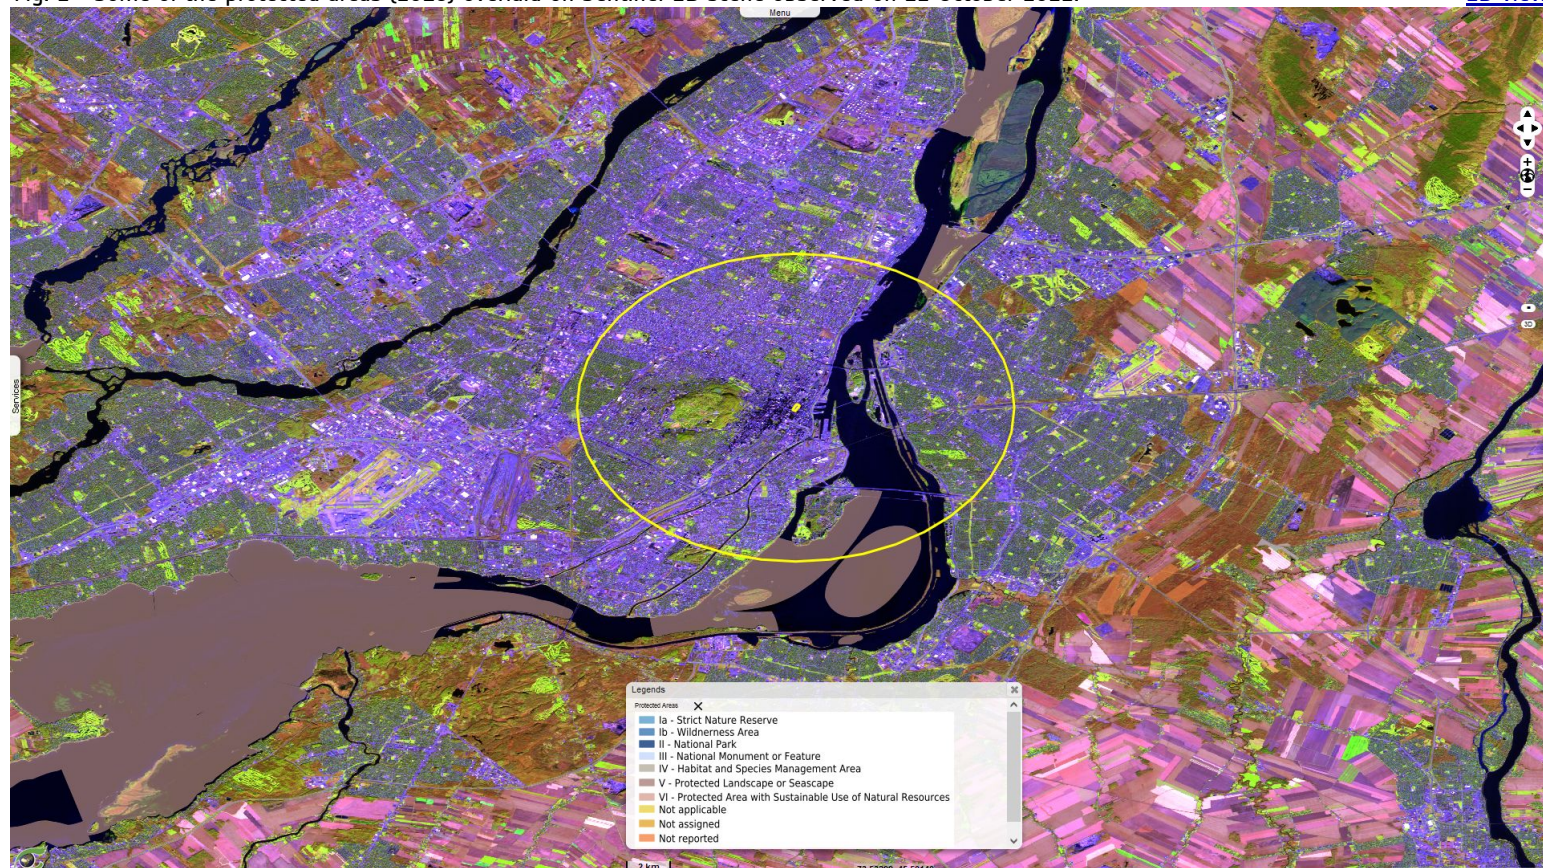 Menu
Services
3D
Legends
Protected Areas
Ia - Strict Nature Reserve
Ib - Wildnerness Area
II - National Park
III - National Monument or Feature
IV - Habitat and Species Management Area
V - Protected Landscape or Seascape
VI - Protected Area with Sustainable Use of Natural Resources
Not applicable
Not assigned
Not reported
2 km